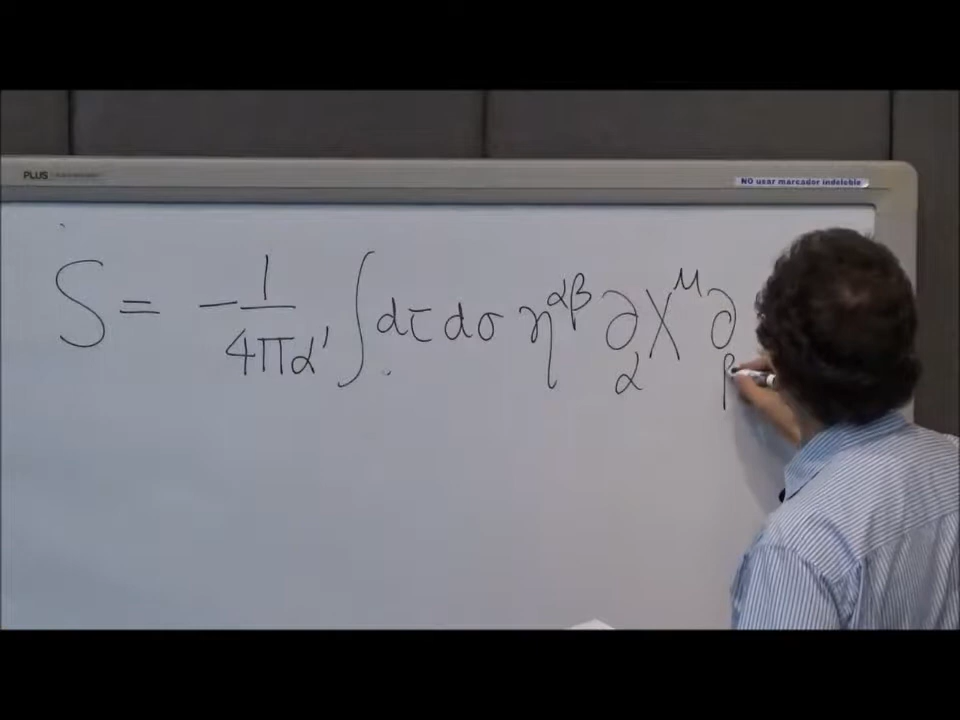 PLUS
NO usar marcador indeleble
S = -1/4πα' ∫ dτ dσ η^{αβ} ∂_α X^μ ∂_β